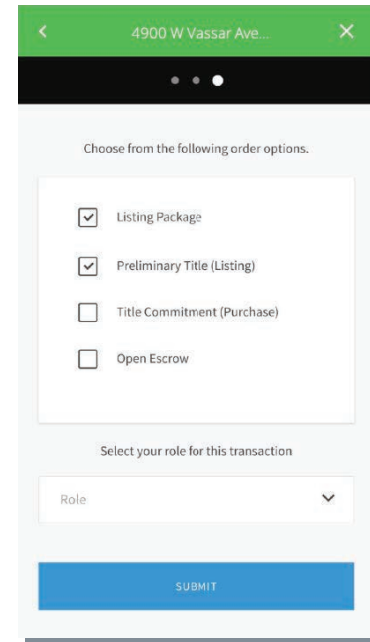 4900 W Vassar Ave...
Choose from the following order options.
Listing Package
Preliminary Title (Listing)
Title Commitment (Purchase)
Open Escrow
Select your role for this transaction
Role
SUBMIT